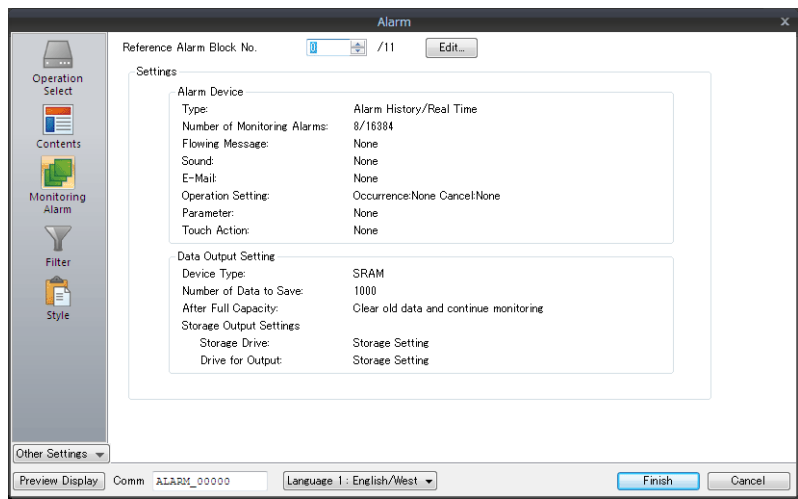 Alarm
x
Reference Alarm Block No. 0 /11 Edit...
Operation
Select
Contents
Monitoring
Alarm
Filter
Style
Settings
Alarm Device
Type: Alarm History/Real Time
Number of Monitoring Alarms: 8/16384
Flowing Message: None
Sound: None
E-Mail: None
Operation Setting: Occurrence:None Cancel:None
Parameter: None
Touch Action: None
Data Output Setting
Device Type: SRAM
Number of Data to Save: 1000
After Full Capacity: Clear old data and continue monitoring
Storage Output Settings
Storage Drive: Storage Setting
Drive for Output: Storage Setting
Other Settings
Preview Display Comm ALARM_00000 Language 1 : English/West Finish Cancel